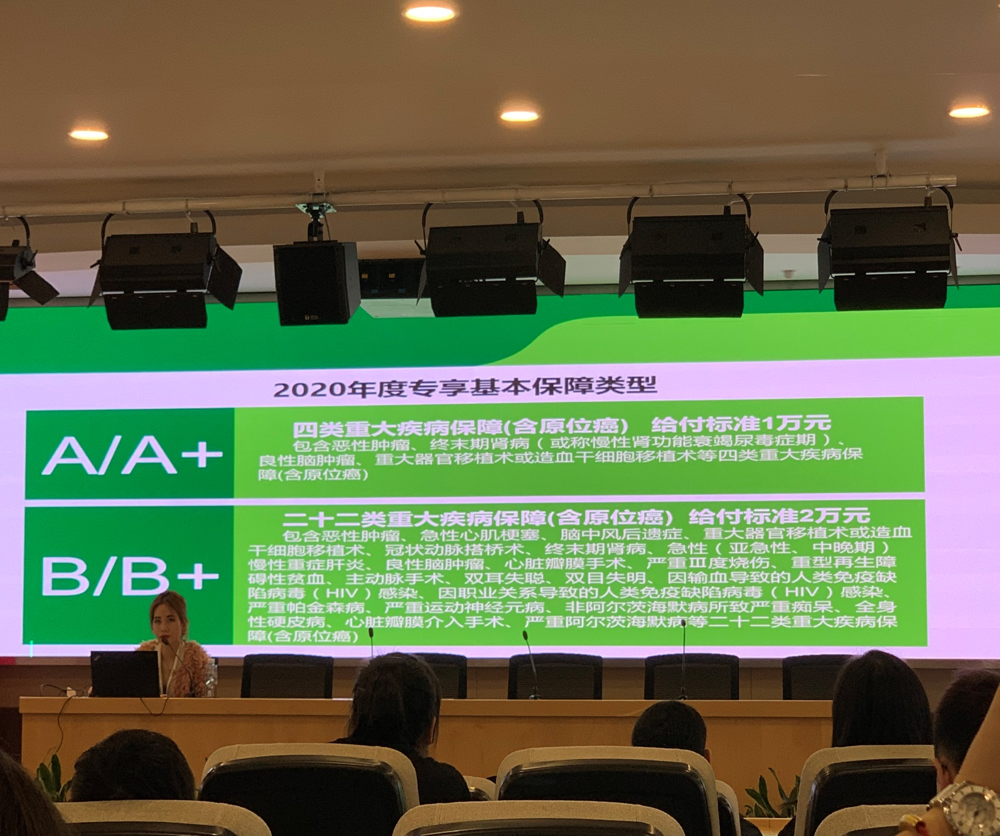 2020年度专享基本保障类型
A/A+
四类重大疾病保障(含原位癌) 给付标准1万元
包含恶性肿瘤、终末期肾病（或称慢性肾功能衰竭尿毒症期）、
良性脑肿瘤、重大器官移植术或造血干细胞移植术等四类重大疾病保
障(含原位癌)
B/B+
二十二类重大疾病保障(含原位癌) 给付标准2万元
包含恶性肿瘤、急性心肌梗塞、脑中风后遗症、重大器官移植术或造血
干细胞移植术、冠状动脉搭桥术、终末期肾病、急性（亚急性、中晚期）
慢性重症肝炎、良性脑肿瘤、心脏瓣膜手术、严重III度烧伤、重型再生障
碍性贫血、主动脉手术、双耳失聪、双目失明、因输血导致的人类免疫缺
陷病毒（HIV）感染、因职业关系导致的人类免疫缺陷病毒（HIV）感染、
严重帕金森病、严重运动神经元病、非阿尔茨海默病所致严重痴呆、全身
性硬皮病、心脏瓣膜介入手术、严重阿尔茨海默病等二十二类重大疾病保
障(含原位癌)